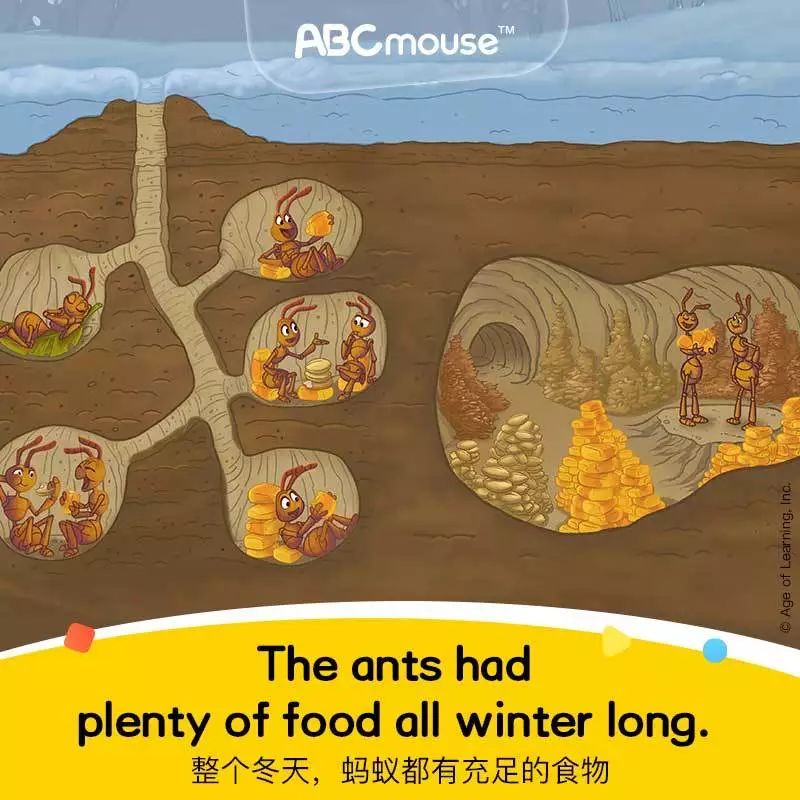 ABCmouse™
© Age of Learning, Inc.
The ants had
plenty of food all winter long.
整个冬天，蚂蚁都有充足的食物